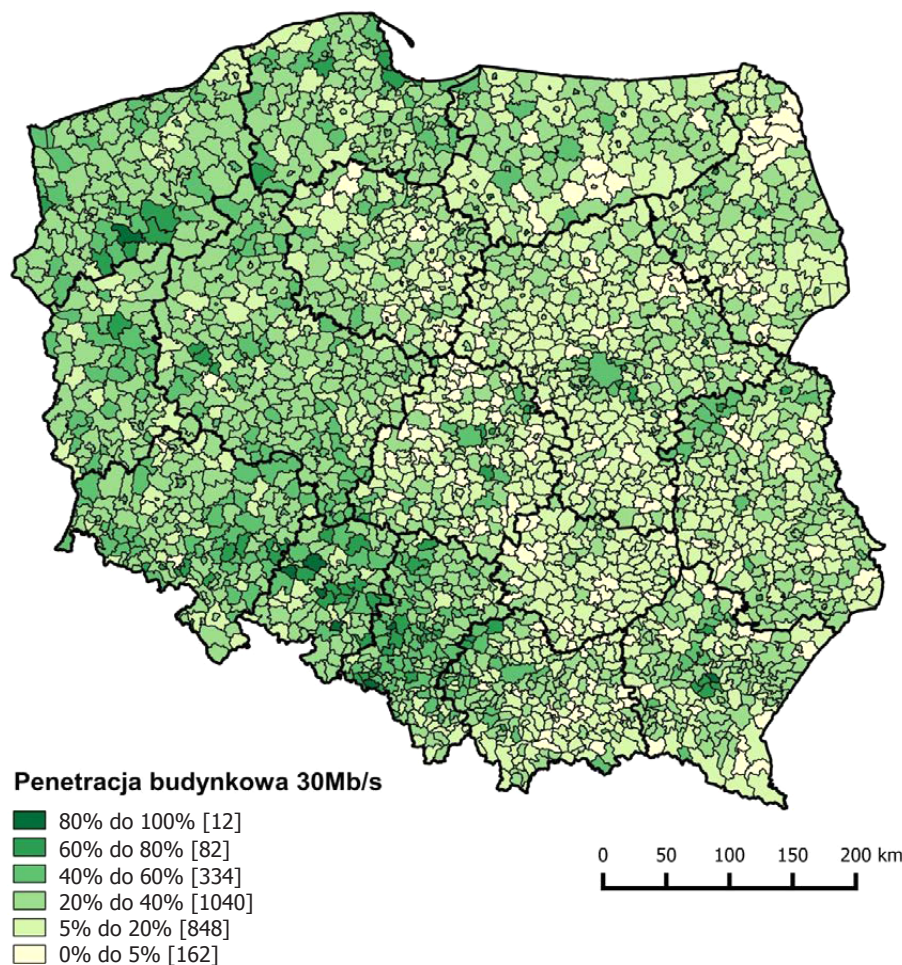 Penetracja budynkowa 30Mb/s
80% do 100% [12]
60% do 80% [82]
40% do 60% [334]
20% do 40% [1040]
5% do 20% [848]
0% do 5% [162]
0 50 100 150 200 km